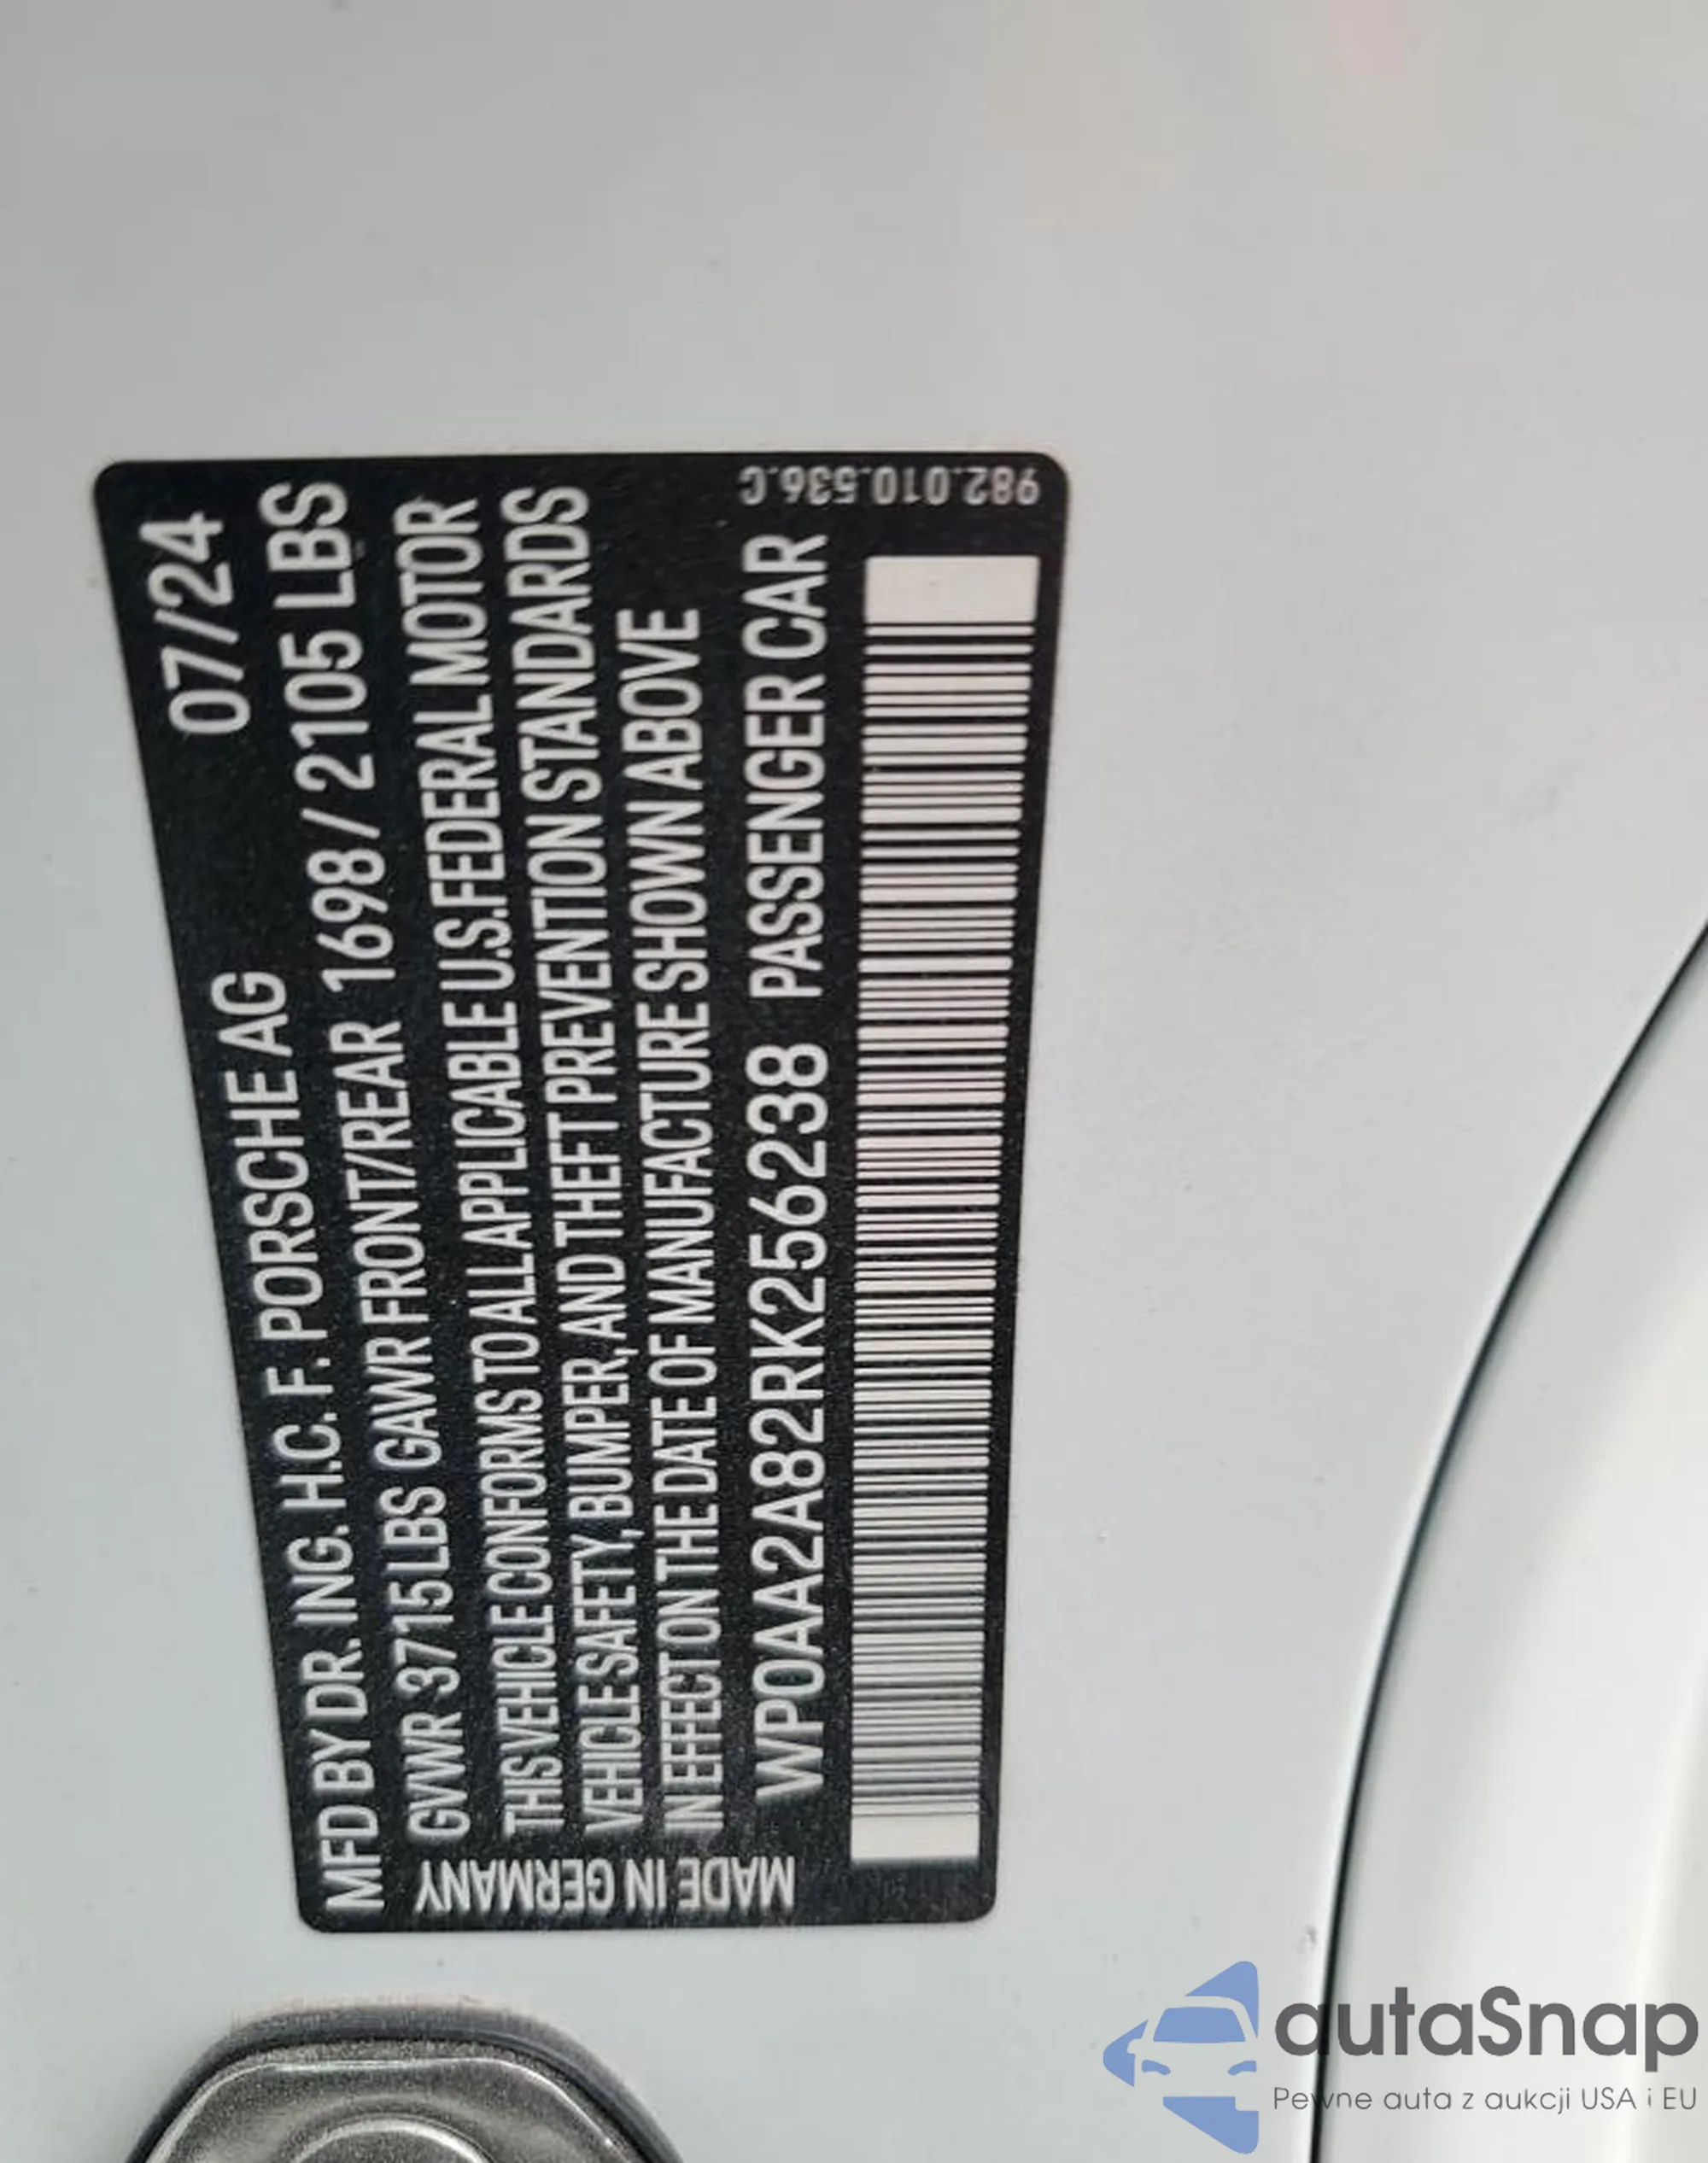 MFD BY DR. ING. H.C. F. PORSCHE AG 07/24
GVWR 3715 LBS GAWR FRONT/REAR 1698 / 2105 LBS
THIS VEHICLE CONFORMS TO ALL APPLICABLE U.S. FEDERAL MOTOR
VEHICLE SAFETY, BUMPER, AND THEFT PREVENTION STANDARDS
IN EFFECT ON THE DATE OF MANUFACTURE SHOWN ABOVE
WP0AA2A82RK256238 PASSENGER CAR
MADE IN GERMANY
982.010.536.C
autaSnap
Pewne auta z aukcji USA i EU